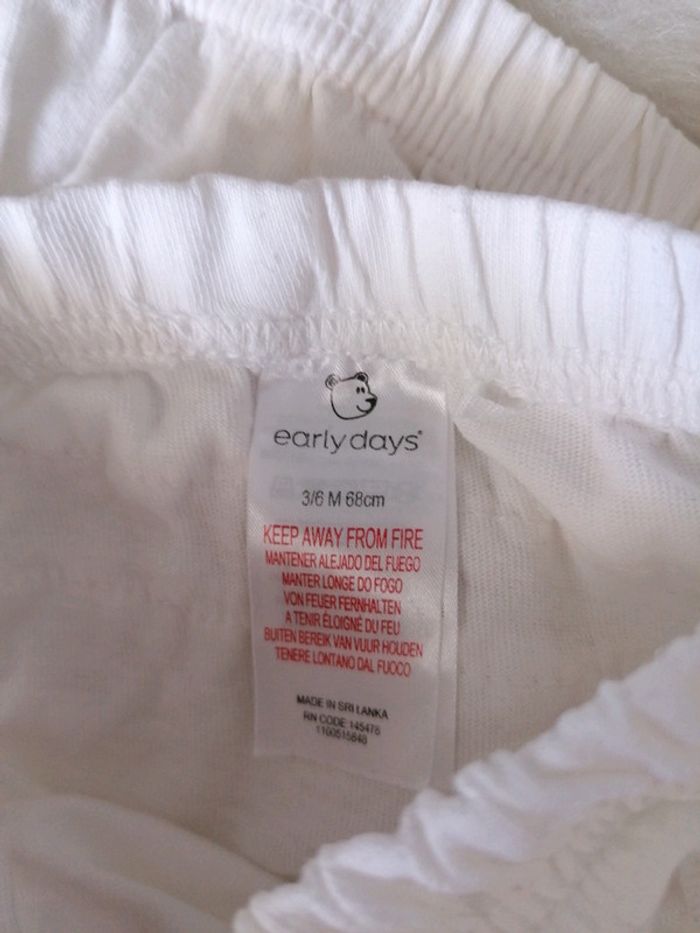 early days®
3/6 M 68cm
KEEP AWAY FROM FIRE
MANTENER ALEJADO DEL FUEGO
MANTER LONGE DO FOGO
VON FEUER FERNHALTEN
A TENIR ÉLOIGNÉ DU FEU
BUITEN BEREIK VAN VUUR HOUDEN
TENERE LONTANO DAL FUOCO
MADE IN SRI LANKA
RN CODE: 145476
1100515848